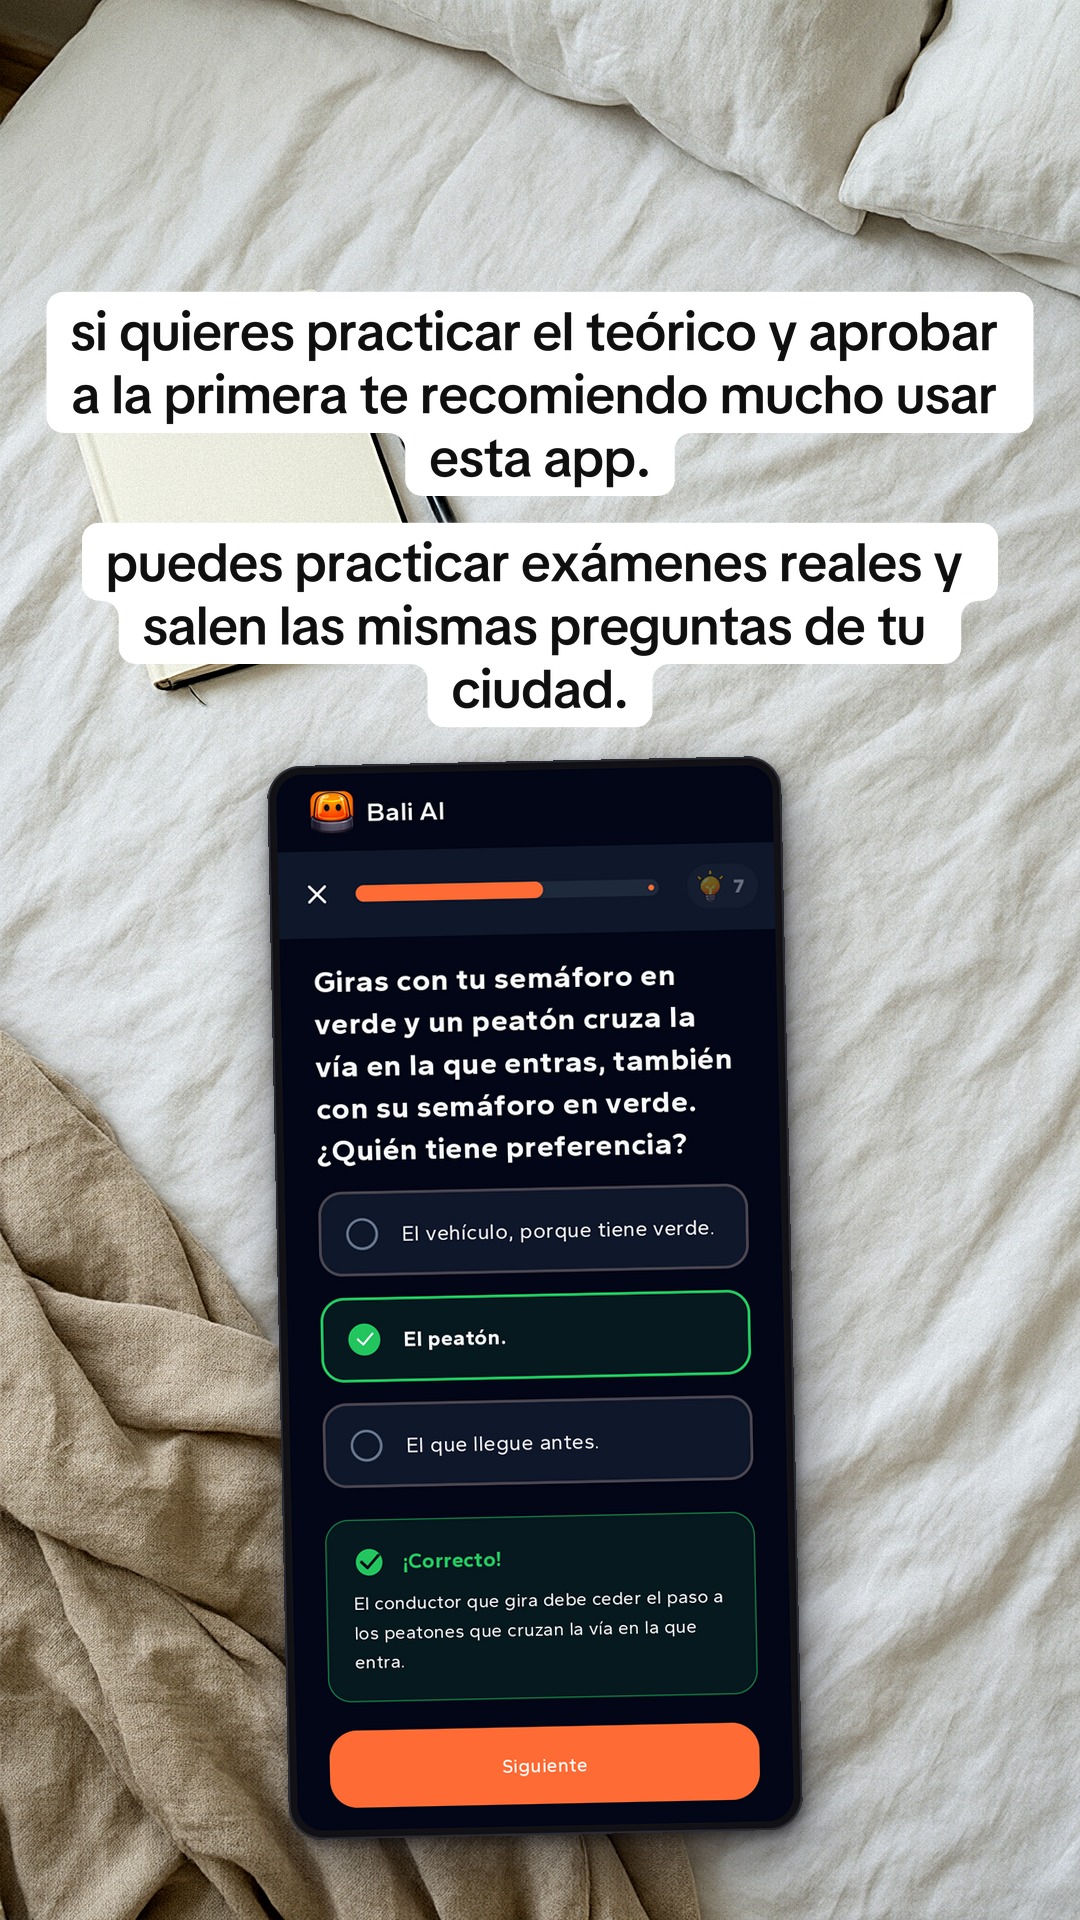 si quieres practicar el teórico y aprobar
a la primera te recomiendo mucho usar
esta app.
puedes practicar exámenes reales y
salen las mismas preguntas de tu
ciudad.
Bali AI
7
Giras con tu semáforo en
verde y un peatón cruza la
vía en la que entras, también
con su semáforo en verde.
¿Quién tiene preferencia?
El vehículo, porque tiene verde.
El peatón.
El que llegue antes.
¡Correcto!
El conductor que gira debe ceder el paso a
los peatones que cruzan la vía en la que
entra.
Siguiente